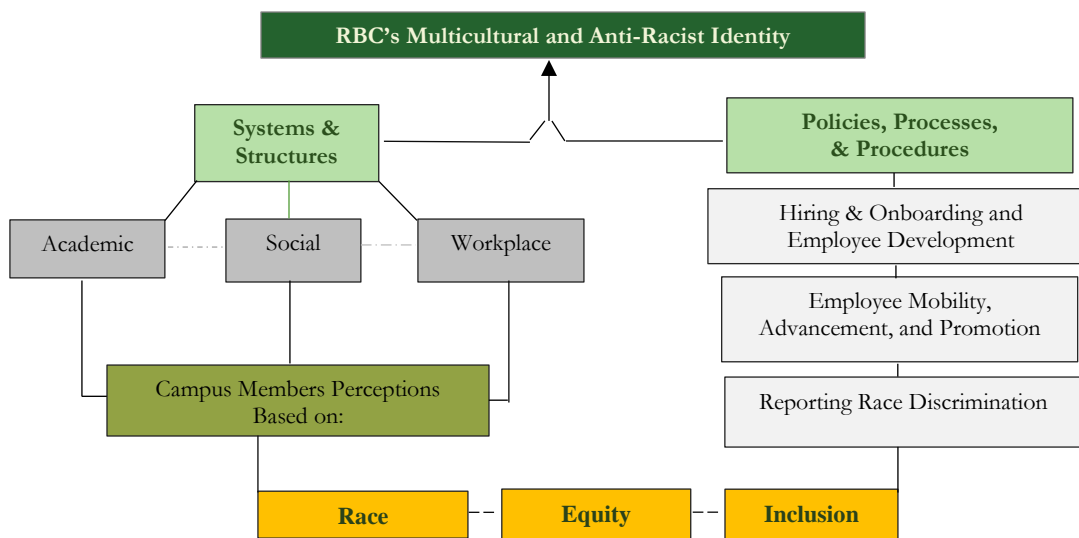 RBC’s Multicultural and Anti-Racist Identity
Systems &
Structures
Policies, Processes,
& Procedures
Academic
Social
Workplace
Hiring & Onboarding and
Employee Development
Employee Mobility,
Advancement, and Promotion
Campus Members Perceptions
Based on:
Reporting Race Discrimination
Race
Equity
Inclusion